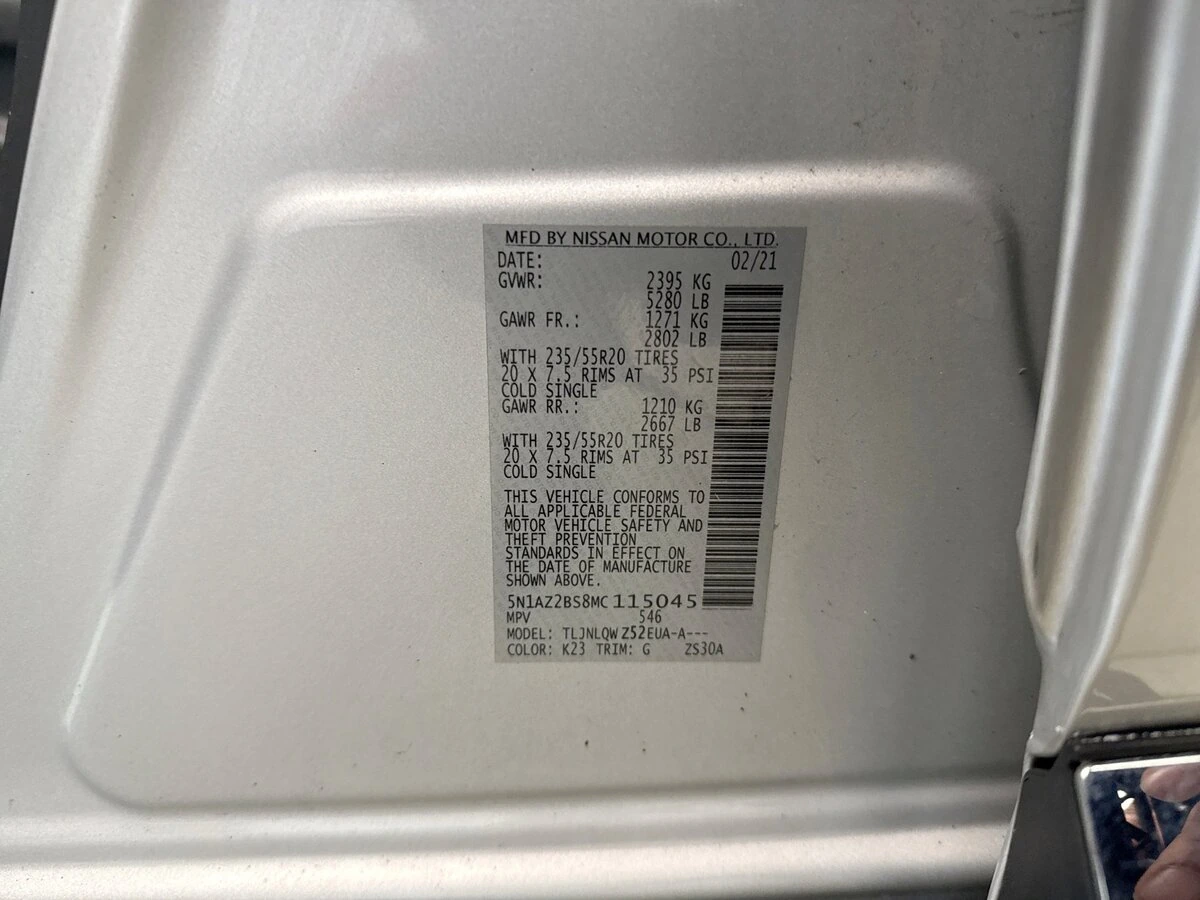 MFD BY NISSAN MOTOR CO., LTD.
DATE: 02/21
GVWR: 2395 KG
5280 LB
GAWR FR.: 1271 KG
2802 LB
WITH 235/55R20 TIRES
20 X 7.5 RIMS AT 35 PSI
COLD SINGLE
GAWR RR.: 1210 KG
2667 LB
WITH 235/55R20 TIRES
20 X 7.5 RIMS AT 35 PSI
COLD SINGLE
THIS VEHICLE CONFORMS TO
ALL APPLICABLE FEDERAL
MOTOR VEHICLE SAFETY AND
THEFT PREVENTION
STANDARDS IN EFFECT ON
THE DATE OF MANUFACTURE
SHOWN ABOVE.
5N1AZ2BS8MC115045
MPV 546
MODEL: TLJNLQWZ52EUA-A---
COLOR: K23 TRIM: G ZS30A